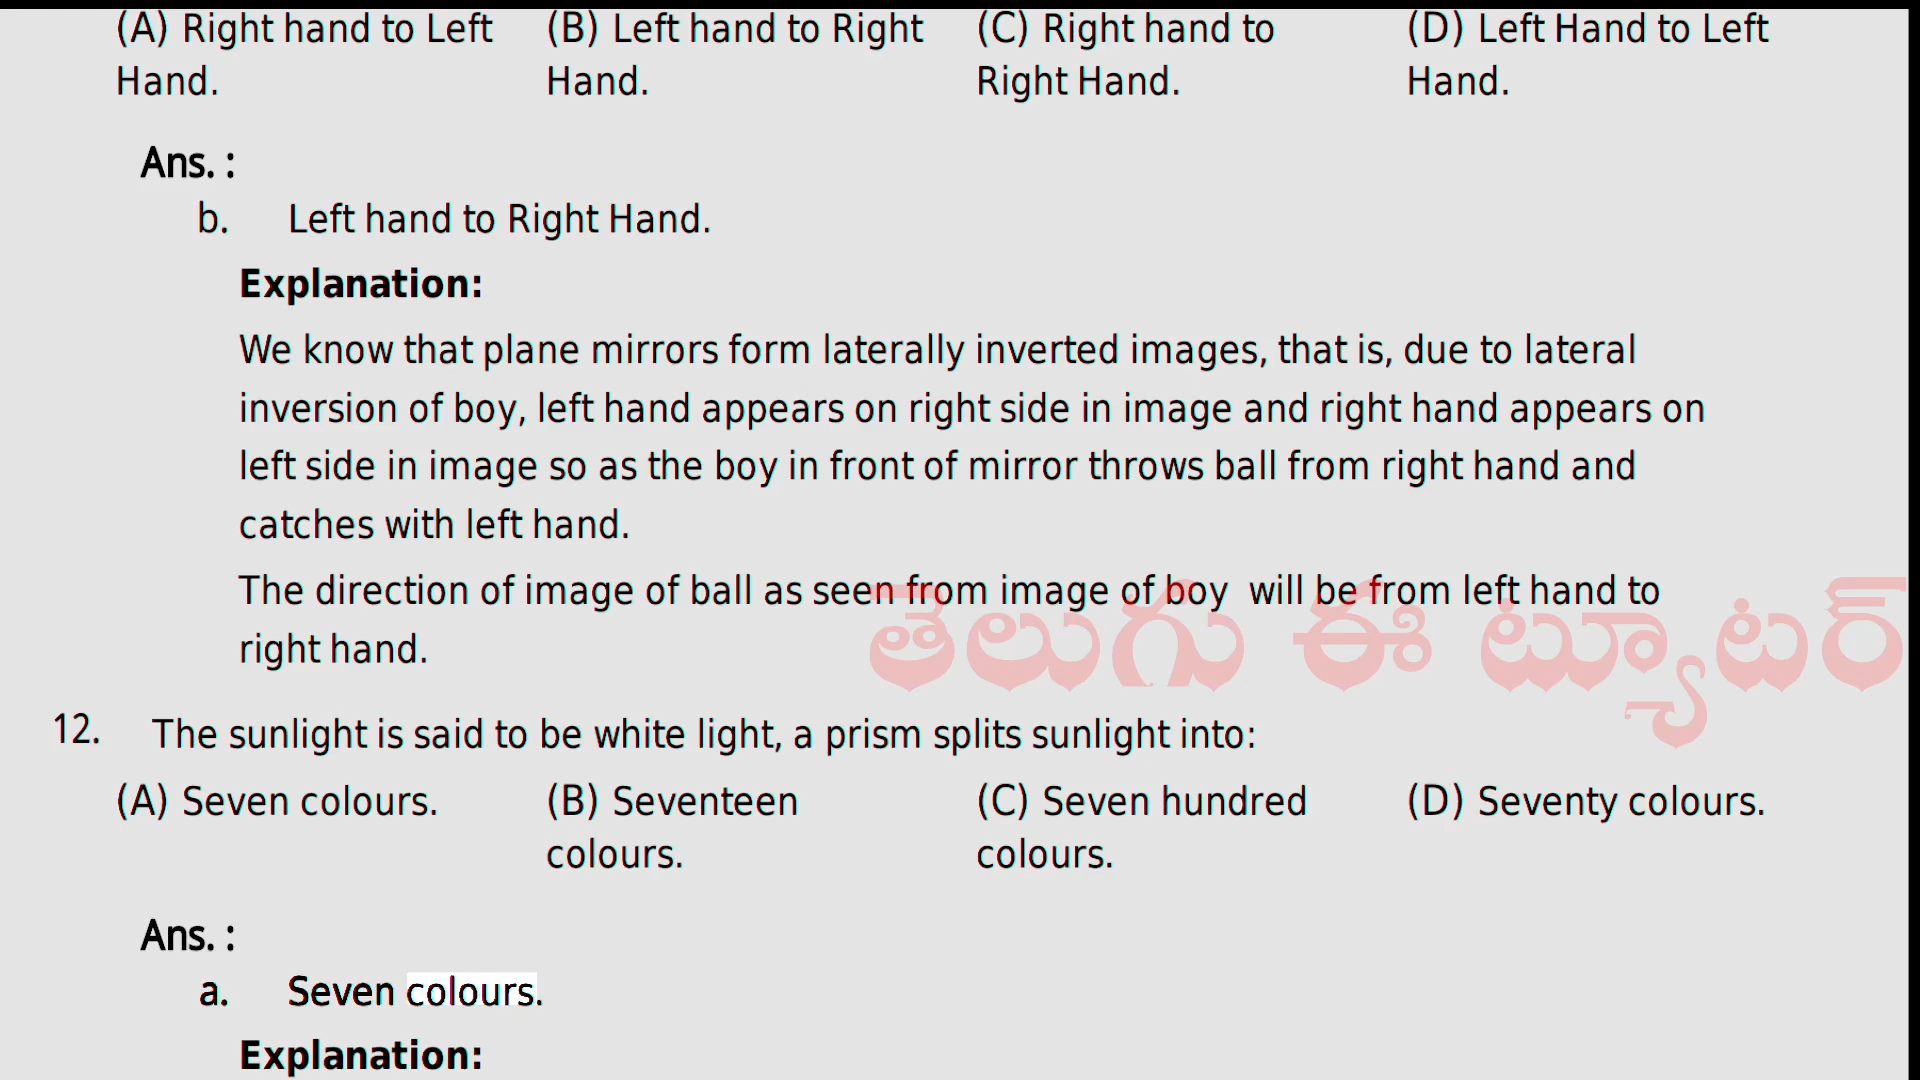 (A) Right hand to Left (B) Left hand to Right (C) Right hand to (D) Left Hand to Left
Hand. Hand. Right Hand. Hand.
Ans. :
b. Left hand to Right Hand.
Explanation:
We know that plane mirrors form laterally inverted images, that is, due to lateral
inversion of boy, left hand appears on right side in image and right hand appears on
left side in image so as the boy in front of mirror throws ball from right hand and
catches with left hand.
The direction of image of ball as seen from image of boy will be from left hand to
right hand.
తెలుగు ఈ ట్యూటర్
12. The sunlight is said to be white light, a prism splits sunlight into:
(A) Seven colours. (B) Seventeen (C) Seven hundred (D) Seventy colours.
colours. colours.
Ans. :
a. Seven colours.
Explanation: